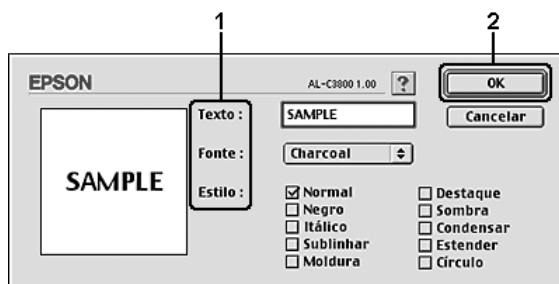 1
2
EPSON
AL-C3800 1.00
?
OK
Texto :
SAMPLE
Cancelar
Fonte :
Charcoal
SAMPLE
Estilo :
Normal
Destaque
Negro
Sombra
Itálico
Condensar
Sublinhar
Estender
Moldura
Círculo